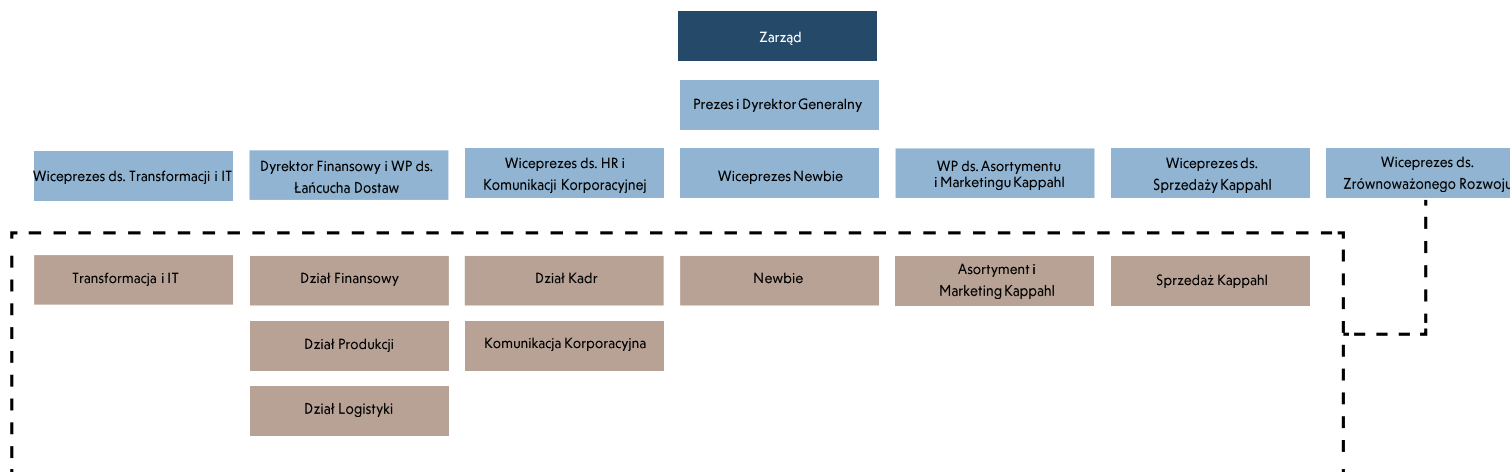 Zarząd
Prezes i Dyrektor Generalny
Wiceprezes ds. Transformacji i IT
Dyrektor Finansowy i WP ds.
Łańcucha Dostaw
Wiceprezes ds. HR i
Komunikacji Korporacyjnej
Wiceprezes Newbie
WP ds. Asortymentu
i Marketingu Kappahl
Wiceprezes ds.
Sprzedaży Kappahl
Wiceprezes ds.
Zrównoważonego Rozwoju
Transformacja i IT
Dział Finansowy
Dział Kadr
Newbie
Asortyment i
Marketing Kappahl
Sprzedaż Kappahl
Dział Produkcji
Komunikacja Korporacyjna
Dział Logistyki